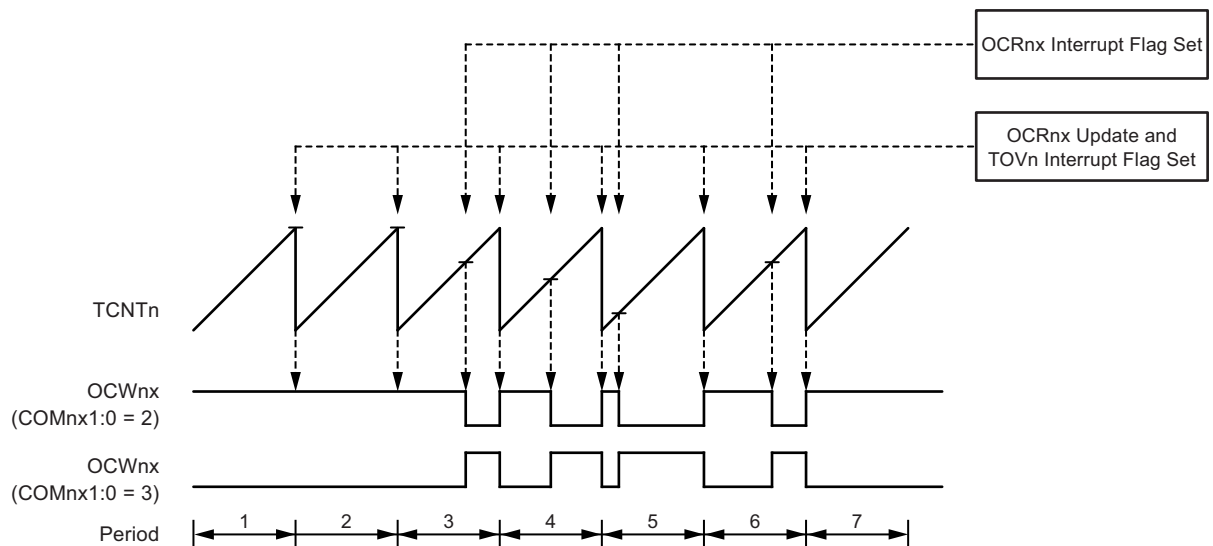 OCRnx Interrupt Flag Set
OCRnx Update and
TOVn Interrupt Flag Set
TCNTn
OCWnx
(COMnx1:0 = 2)
OCWnx
(COMnx1:0 = 3)
Period
1
2
3
4
5
6
7